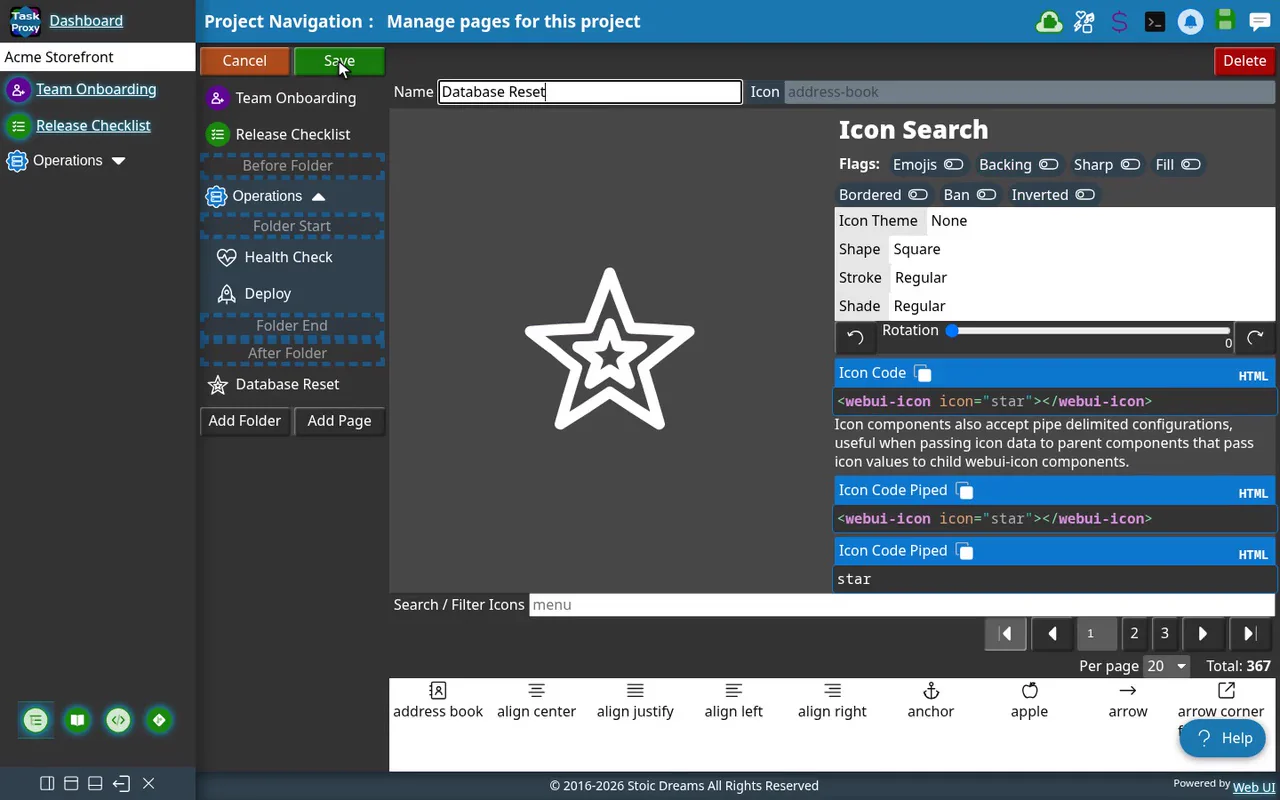 Task Proxy
Dashboard
Project Navigation : Manage pages for this project
Acme Storefront
Team Onboarding
Release Checklist
Operations
Cancel
Save
Delete
Team Onboarding
Release Checklist
Before Folder
Operations
Folder Start
Health Check
Deploy
Folder End
After Folder
Database Reset
Add Folder
Add Page
Name Database Reset
Icon address-book
Icon Search
Flags: Emojis Backing Sharp Fill
Bordered Ban Inverted
Icon Theme None
Shape Square
Stroke Regular
Shade Regular
Rotation
0
Icon Code HTML
<webui-icon icon="star"></webui-icon>
Icon components also accept pipe delimited configurations,
useful when passing icon data to parent components that pass
icon values to child webui-icon components.
Icon Code Piped HTML
<webui-icon icon="star"></webui-icon>
Icon Code Piped HTML
star
Search / Filter Icons menu
1 2 3
Per page 20 Total: 367
address book align center align justify align left align right anchor apple arrow arrow corner
Help
© 2016-2026 Stoic Dreams All Rights Reserved
Powered by Web UI